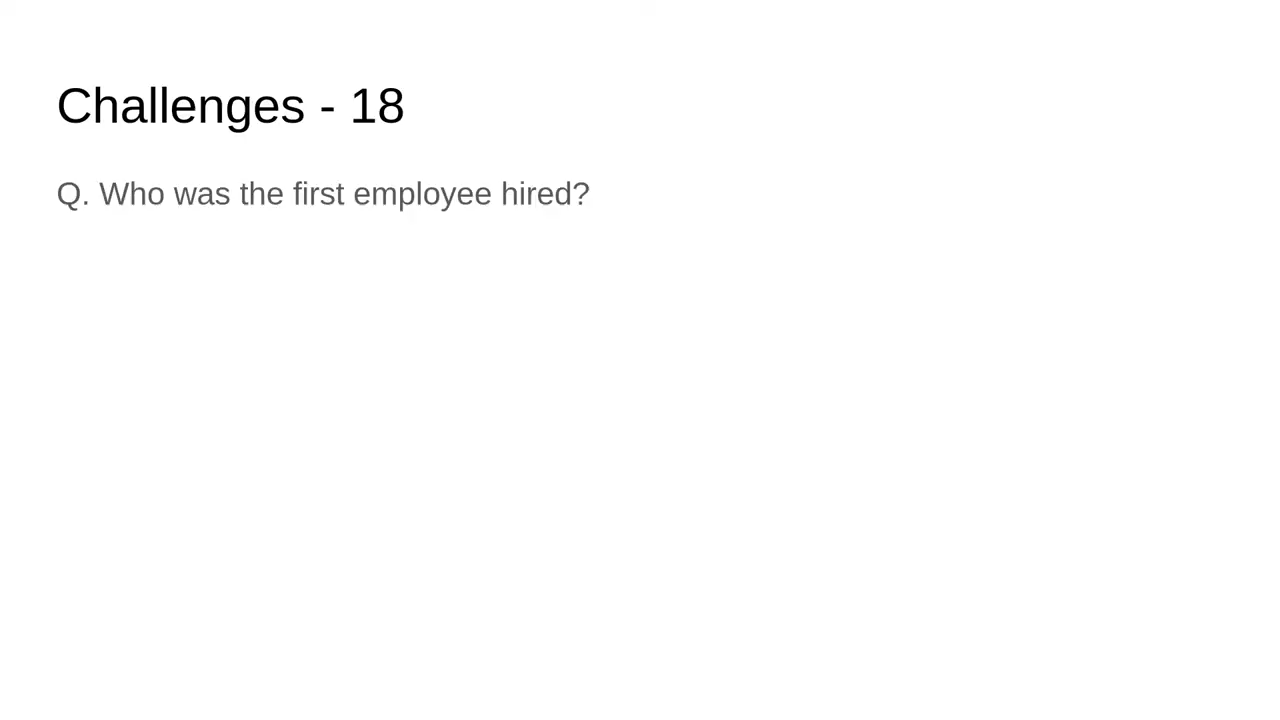 Challenges - 18
Q. Who was the first employee hired?